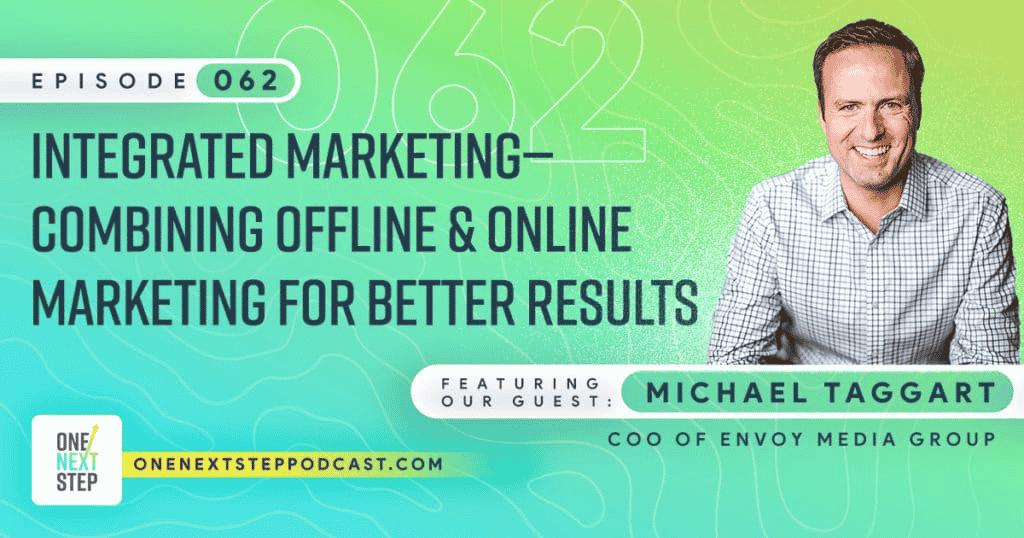 062
EPISODE 062
INTEGRATED MARKETING—
COMBINING OFFLINE & ONLINE
MARKETING FOR BETTER RESULTS
FEATURING
OUR GUEST: MICHAEL TAGGART
COO OF ENVOY MEDIA GROUP
ONE
NEXT
STEP
ONENEXTSTEPPODCAST.COM